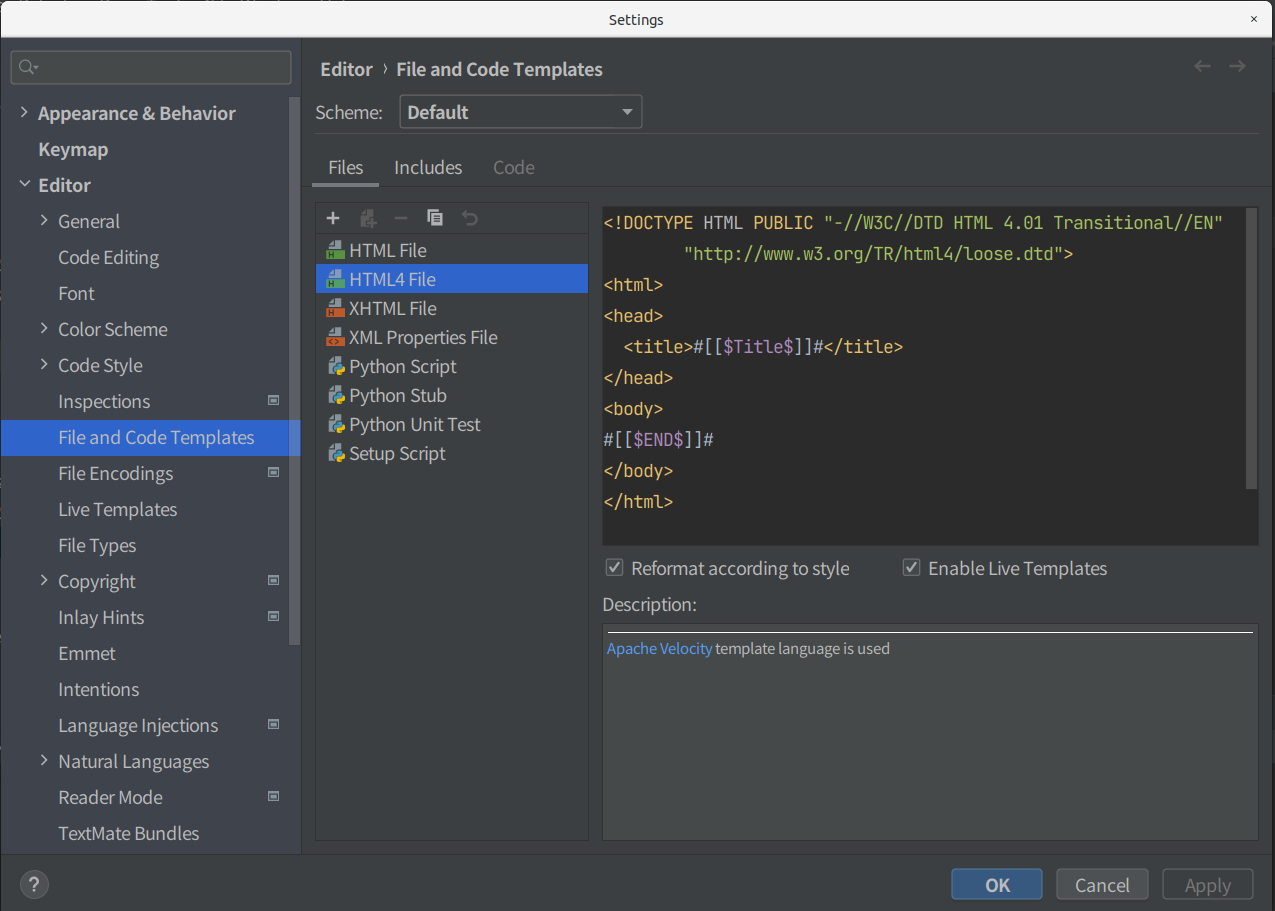 Settings
Appearance & Behavior
Keymap
Editor
General
Code Editing
Font
Color Scheme
Code Style
Inspections
File and Code Templates
File Encodings
Live Templates
File Types
Copyright
Inlay Hints
Emmet
Intentions
Language Injections
Natural Languages
Reader Mode
TextMate Bundles
Editor › File and Code Templates
Scheme: Default
Files Includes Code
HTML File
HTML4 File
XHTML File
XML Properties File
Python Script
Python Stub
Python Unit Test
Setup Script
<!DOCTYPE HTML PUBLIC "-//W3C//DTD HTML 4.01 Transitional//EN"
"http://www.w3.org/TR/html4/loose.dtd">
<html>
<head>
<title>#[[$Title$]]#</title>
</head>
<body>
#[[$END$]]#
</body>
</html>
Reformat according to style Enable Live Templates
Description:
Apache Velocity template language is used
? OK Cancel Apply